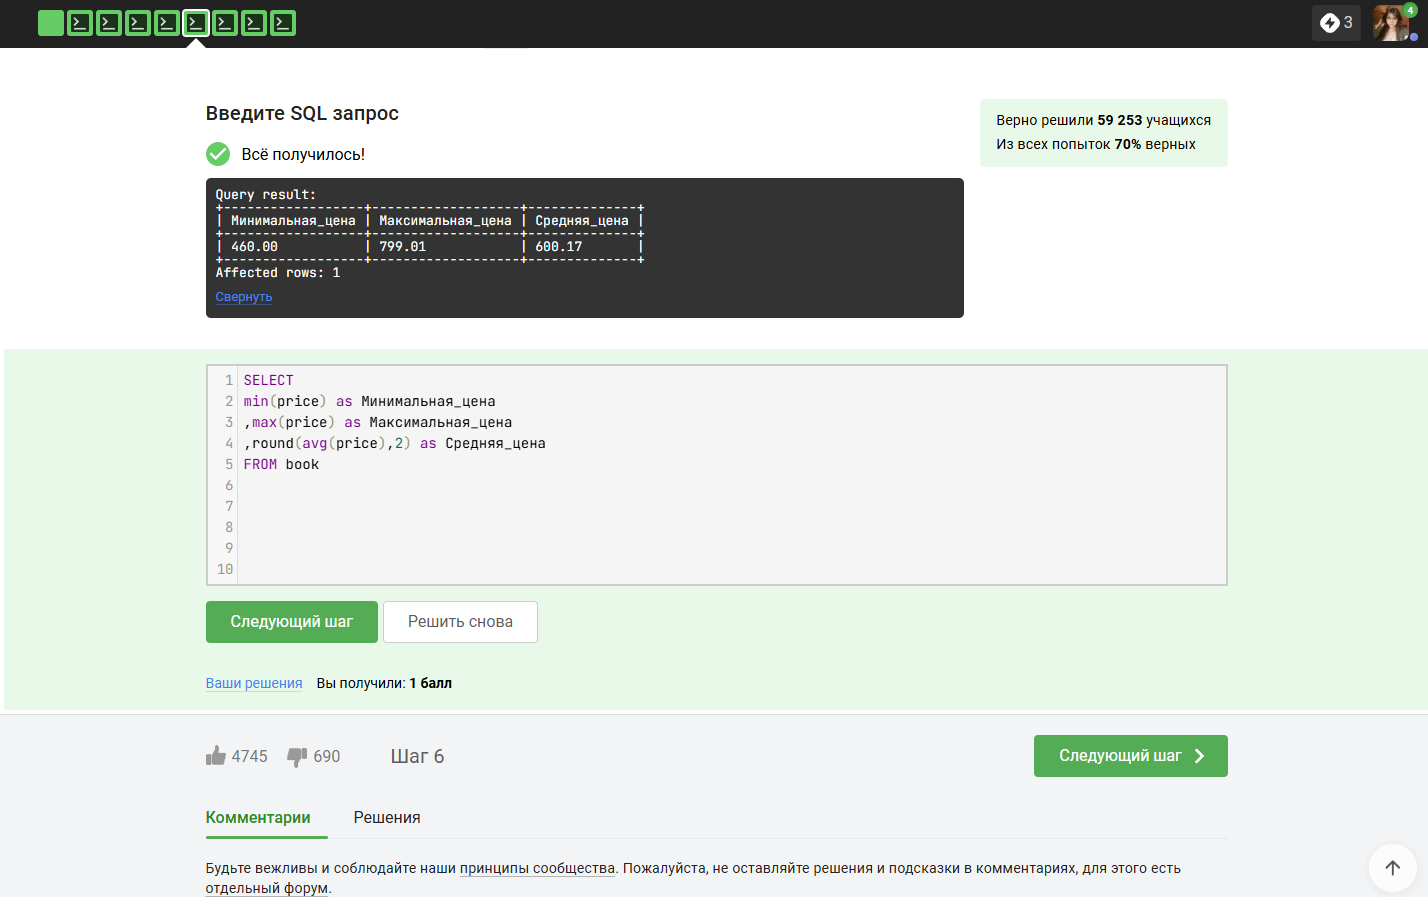 3
4
Введите SQL запрос
Всё получилось!
Верно решили 59 253 учащихся
Из всех попыток 70% верных
Query result:
+------------------+-------------------+--------------+
| Минимальная_цена | Максимальная_цена | Средняя_цена |
+------------------+-------------------+--------------+
| 460.00           | 799.01            | 600.17       |
+------------------+-------------------+--------------+
Affected rows: 1
Свернуть
1 SELECT
2 min(price) as Минимальная_цена
3 ,max(price) as Максимальная_цена
4 ,round(avg(price),2) as Средняя_цена
5 FROM book
6
7
8
9
10
Следующий шаг Решить снова
Ваши решения Вы получили: 1 балл
4745 690 Шаг 6 Следующий шаг
Комментарии Решения
Будьте вежливы и соблюдайте наши принципы сообщества. Пожалуйста, не оставляйте решения и подсказки в комментариях, для этого есть
отдельный форум.